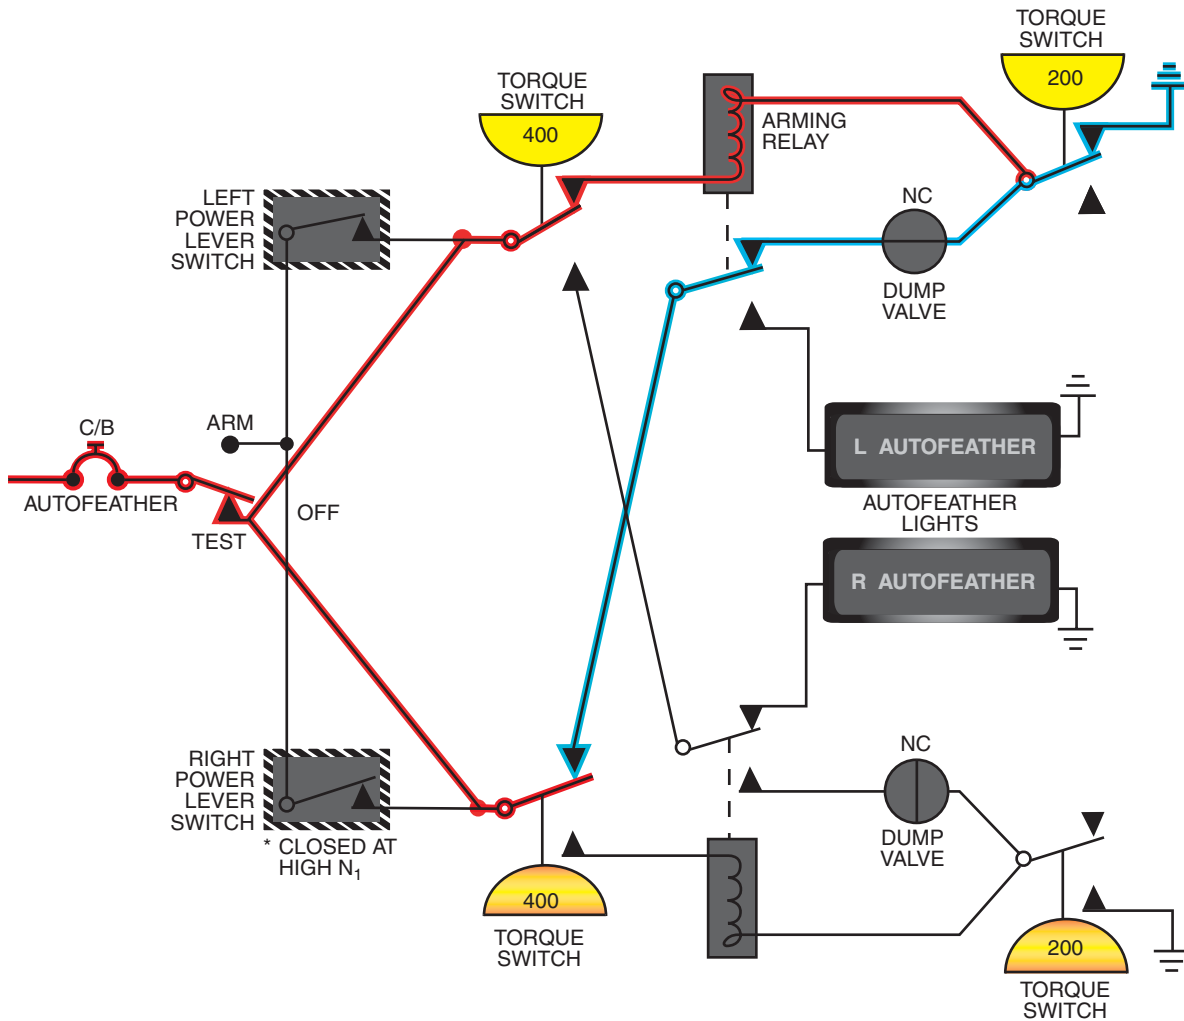 TORQUE
SWITCH
200
TORQUE
SWITCH
400
ARMING
RELAY
LEFT
POWER
LEVER
SWITCH
NC
DUMP
VALVE
C/B
AUTOFEATHER
ARM
OFF
TEST
L AUTOFEATHER
AUTOFEATHER
LIGHTS
R AUTOFEATHER
RIGHT
POWER
LEVER
SWITCH
* CLOSED AT
HIGH N1
NC
DUMP
VALVE
400
TORQUE
SWITCH
200
TORQUE
SWITCH